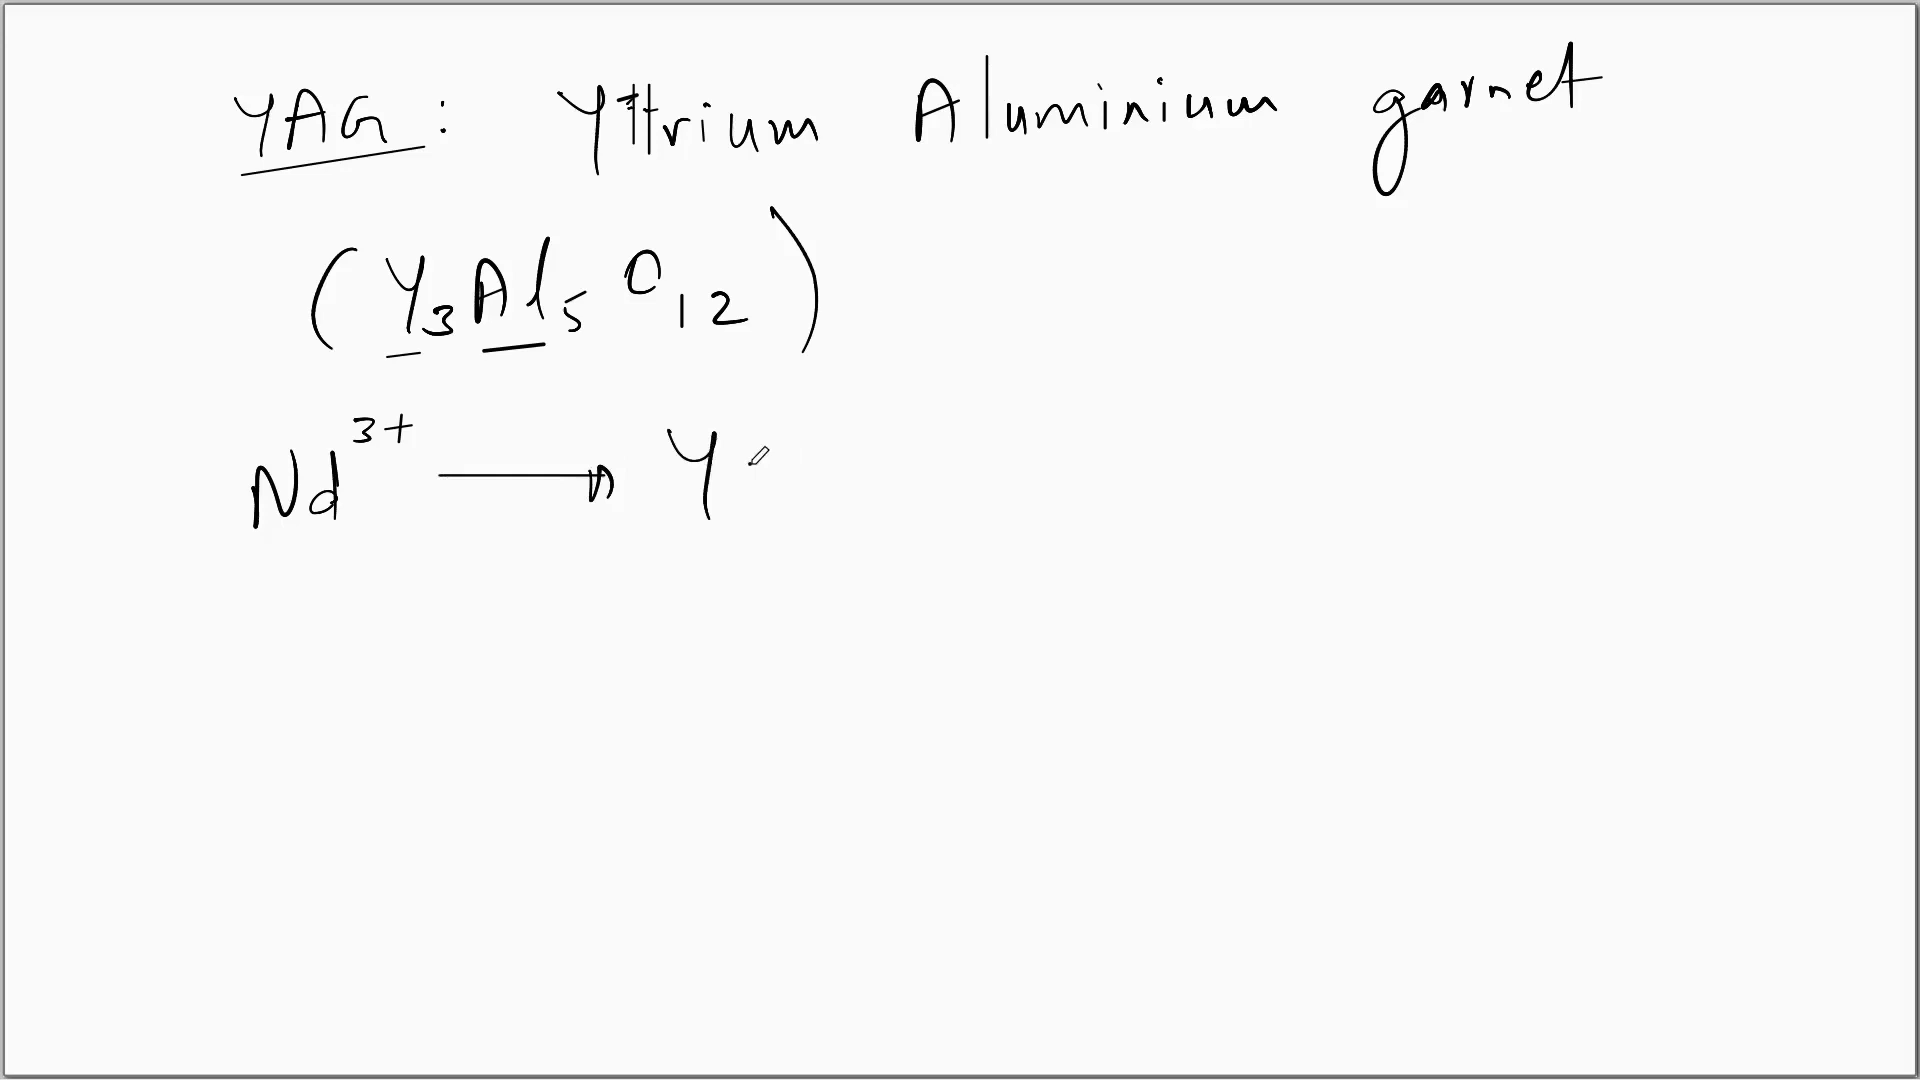 YAG : Yttrium Aluminium garnet
(Y₃Al₅O₁₂)
Nd³⁺ → Y